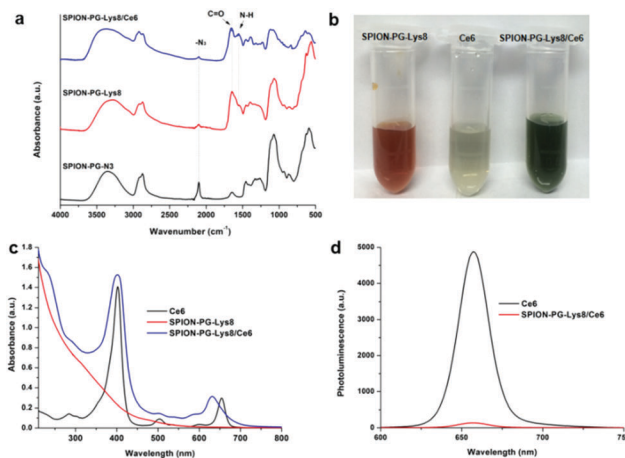 a
C=O
N-H
SPION-PG-Lys8/Ce6
-N₃
SPION-PG-Lys8
SPION-PG-N3
Absorbance (a.u.)
4000 3500 3000 2500 2000 1500 1000 500
Wavenumber (cm⁻¹)
b
SPION-PG-Lys8 Ce6 SPION-PG-Lys8/Ce6
c
1.8
1.6
1.4
1.2
1.0
0.8
0.6
0.4
0.2
0.0
Absorbance (a.u.)
Ce6
SPION-PG-Lys8
SPION-PG-Lys8/Ce6
300 400 500 600 700 800
Wavelength (nm)
d
5000
4000
3000
2000
1000
0
Photoluminescence (a.u.)
Ce6
SPION-PG-Lys8/Ce6
600 650 700 750
Wavelength (nm)